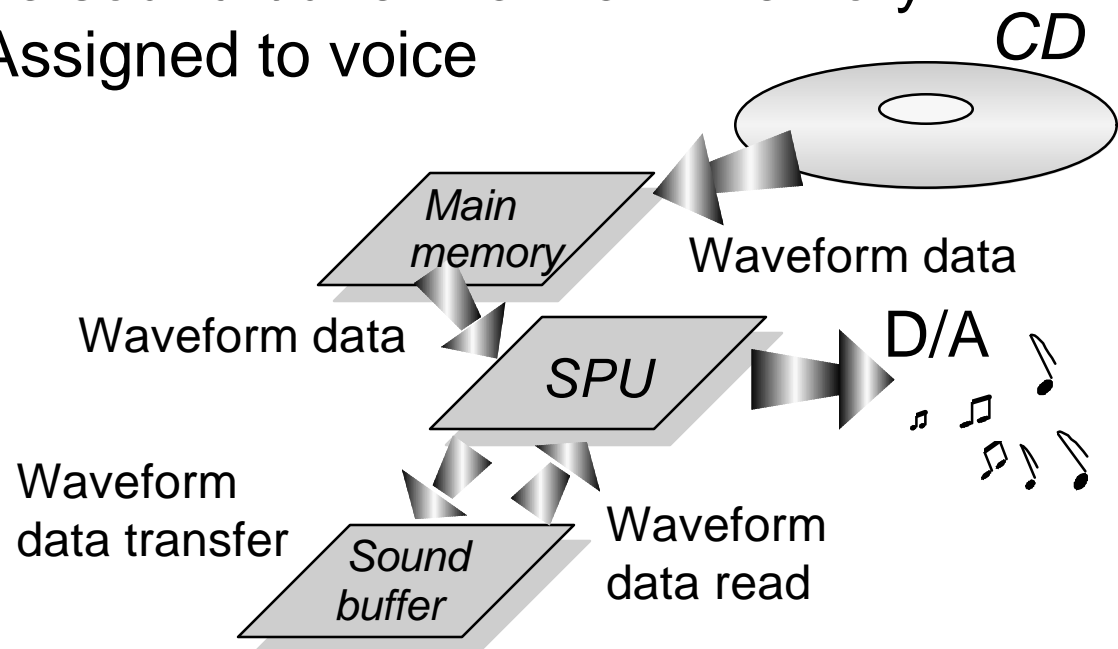 Assigned to voice
CD
Main
memory
Waveform data
Waveform data
D/A
SPU
Waveform
data transfer
Waveform
data read
Sound
buffer